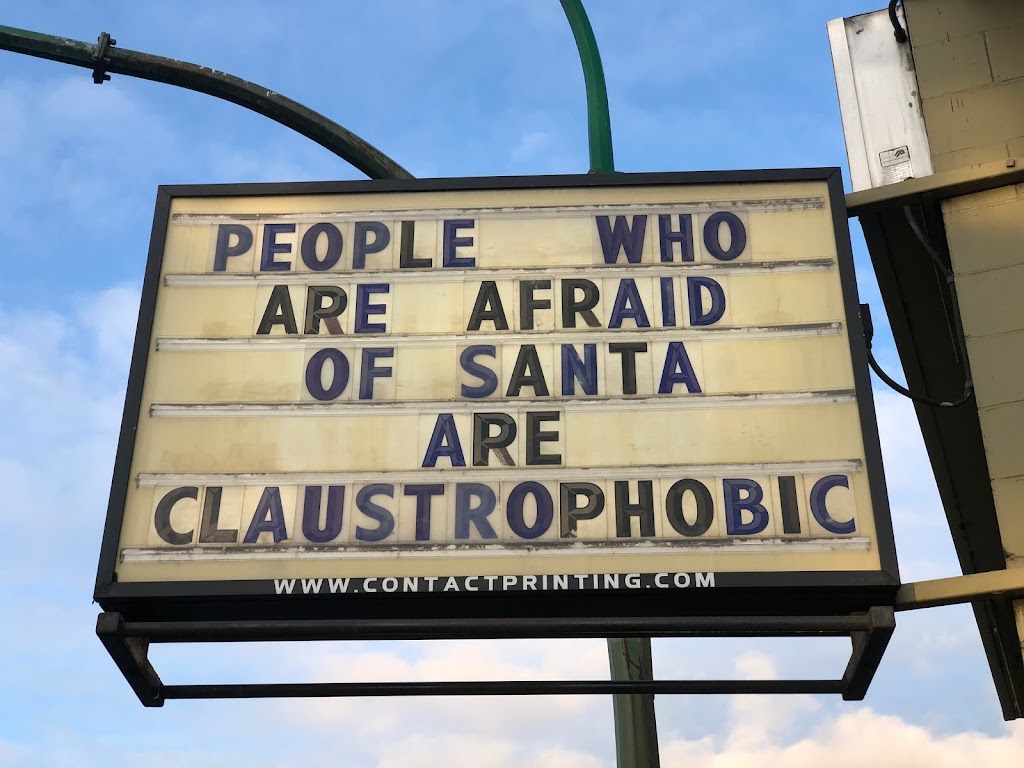 PEOPLE WHO
ARE AFRAID
OF SANTA
ARE
CLAUSTROPHOBIC
WWW.CONTACTPRINTING.COM